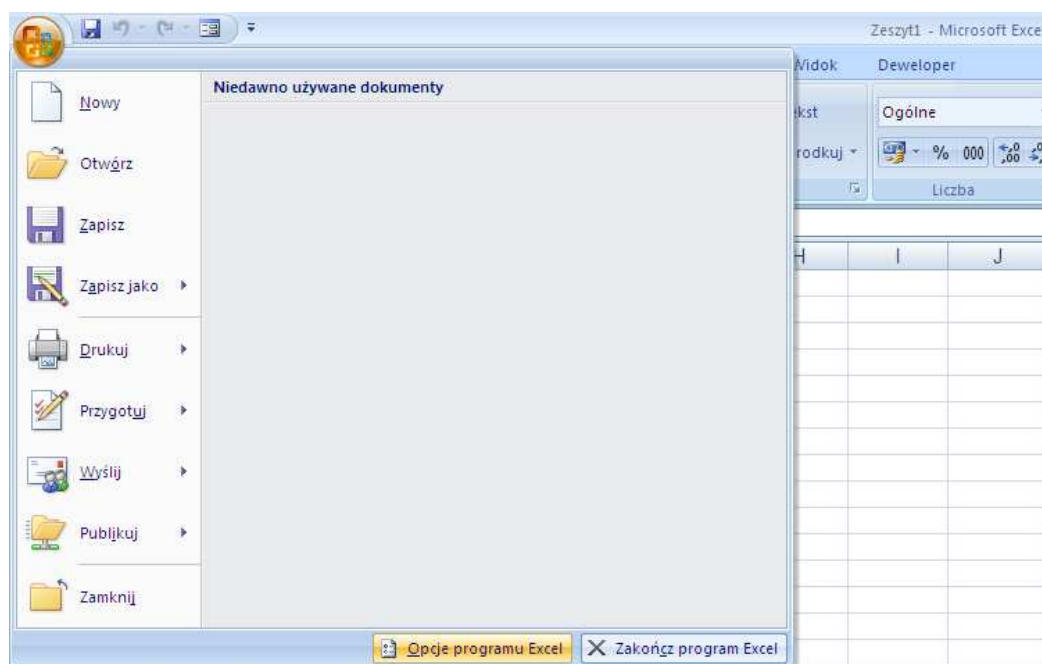 Zeszyt1 - Microsoft Exce
Widok Deweloper
Niedawno używane dokumenty
Nowy
Otwórz
Zapisz
Zapisz jako
Drukuj
Przygotuj
Wyślij
Publikuj
Zamknij
kst
Ogólne
rodkuj
% 000
Liczba
H I J
Opcje programu Excel
Zakończ program Excel